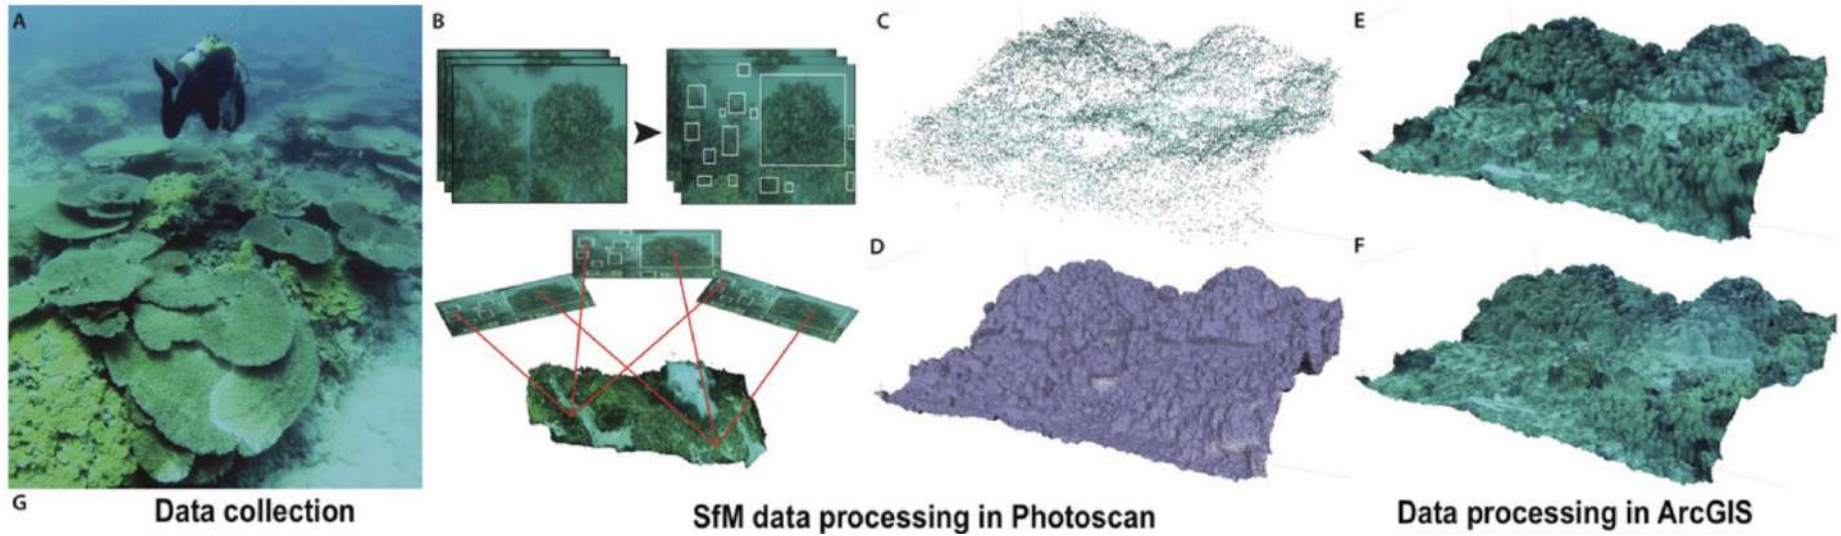 A
B
C
E
D
F
G
Data collection
SfM data processing in Photoscan
Data processing in ArcGIS